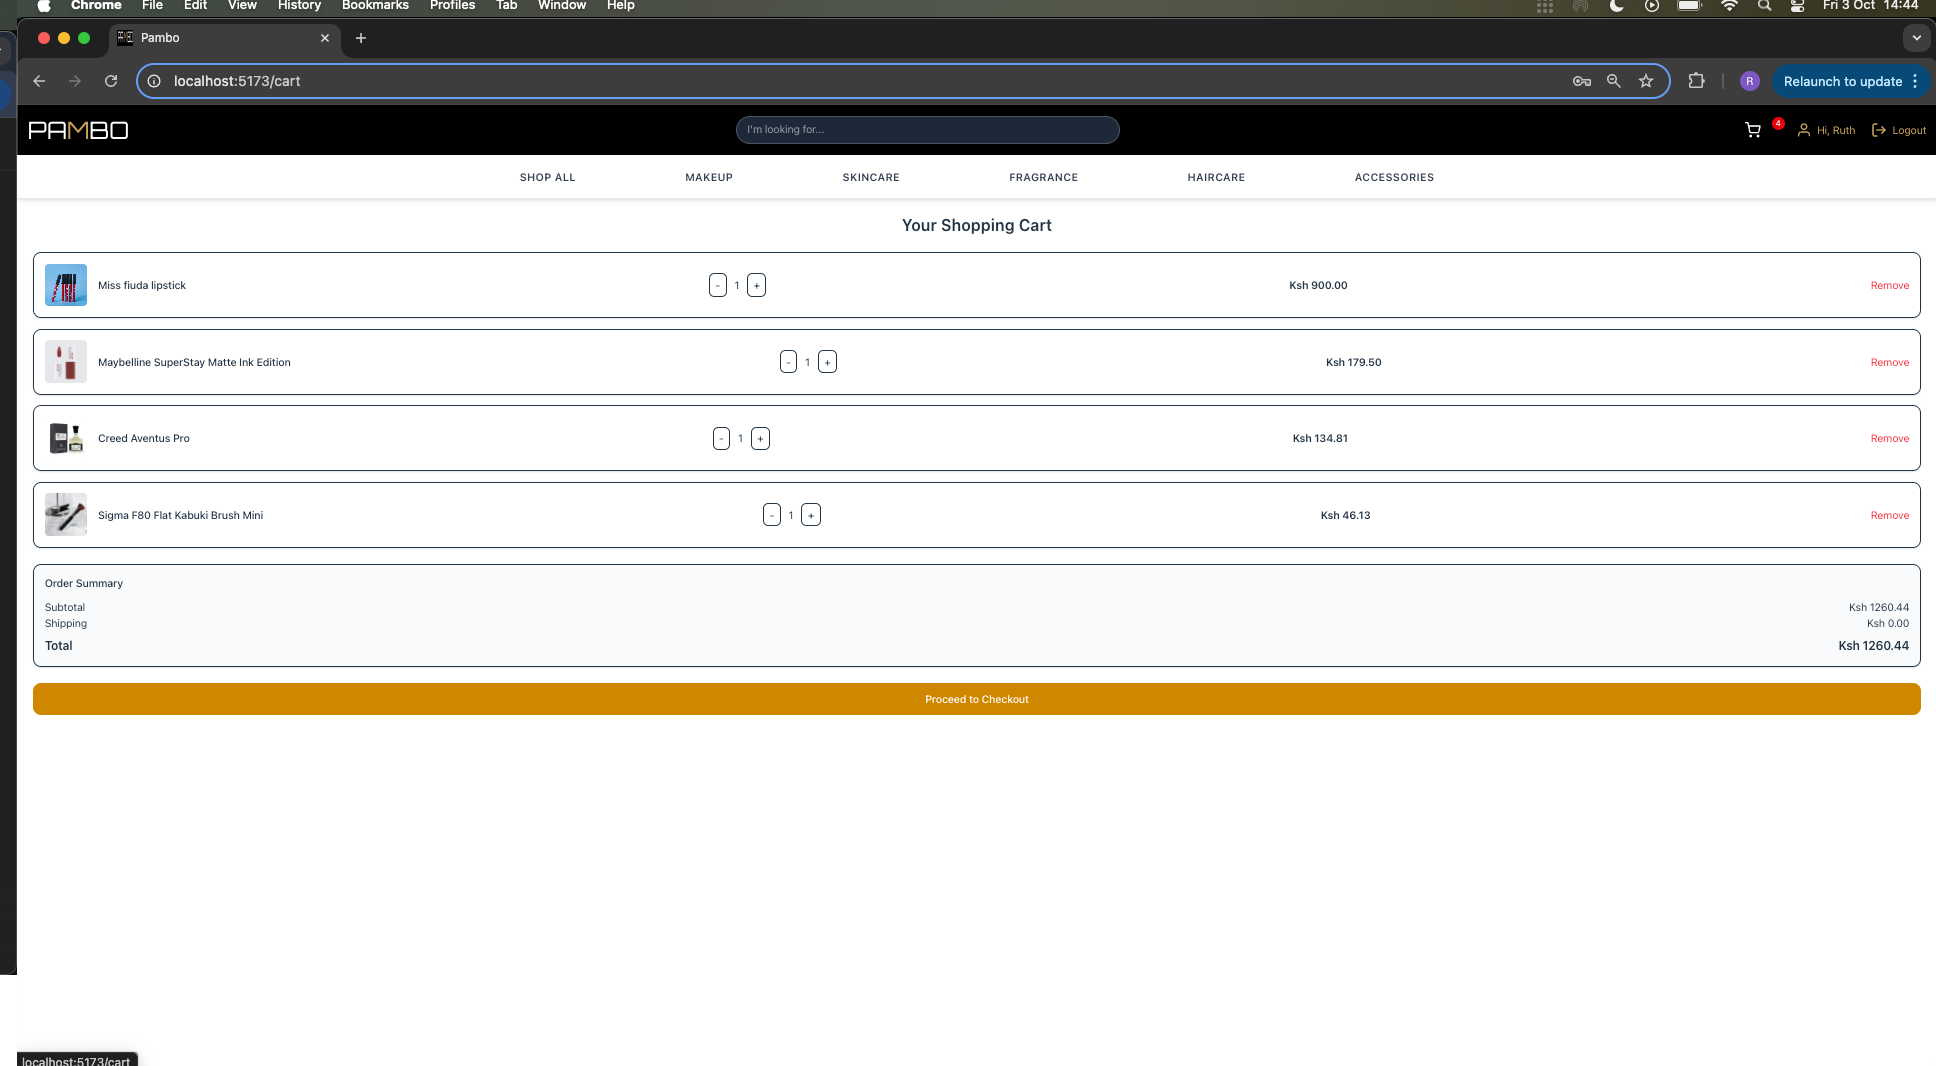 Chrome File Edit View History Bookmarks Profiles Tab Window Help Fri 3 Oct 14:44
Pambo
localhost:5173/cart R Relaunch to update
PAMBO I'm looking for... 4 Hi, Ruth Logout
SHOP ALL MAKEUP SKINCARE FRAGRANCE HAIRCARE ACCESSORIES
Your Shopping Cart
Miss fiuda lipstick - 1 + Ksh 900.00 Remove
Maybelline SuperStay Matte Ink Edition - 1 + Ksh 179.50 Remove
Creed Aventus Pro - 1 + Ksh 134.81 Remove
Sigma F80 Flat Kabuki Brush Mini - 1 + Ksh 46.13 Remove
Order Summary
Subtotal Ksh 1260.44
Shipping Ksh 0.00
Total Ksh 1260.44
Proceed to Checkout
localhost:5173/cart